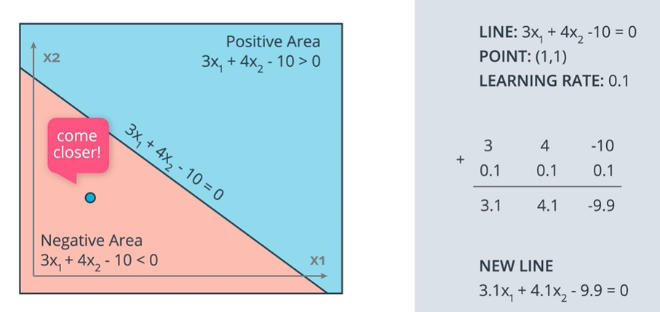 X2
Positive Area
3x₁ + 4x₂ - 10 > 0
come
closer!
3x₁ + 4x₂ - 10 = 0
Negative Area
3x₁ + 4x₂ - 10 < 0
X1
LINE: 3x₁ + 4x₂ -10 = 0
POINT: (1,1)
LEARNING RATE: 0.1
3 4 -10
+
0.1 0.1 0.1
3.1 4.1 -9.9
NEW LINE
3.1x₁ + 4.1x₂ - 9.9 = 0